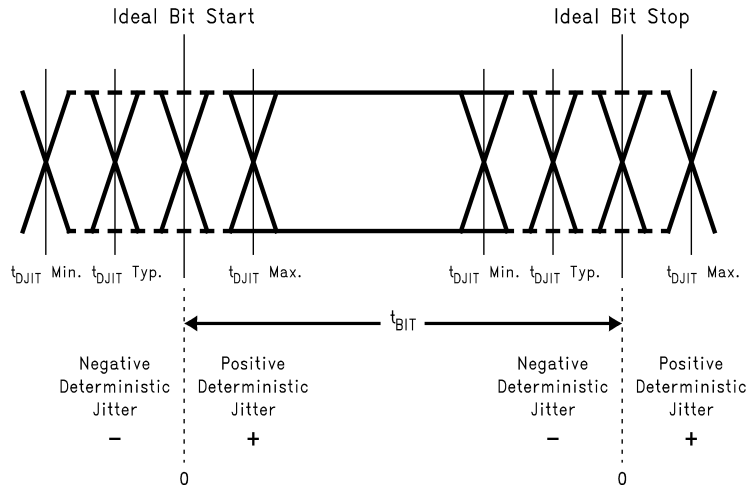 Ideal Bit Start
Ideal Bit Stop
tDJIT Min. tDJIT Typ.
tDJIT Max.
tDJIT Min. tDJIT Typ.
tDJIT Max.
tBIT
Negative
Deterministic
Jitter
−
Positive
Deterministic
Jitter
+
Negative
Deterministic
Jitter
−
Positive
Deterministic
Jitter
+
0
0